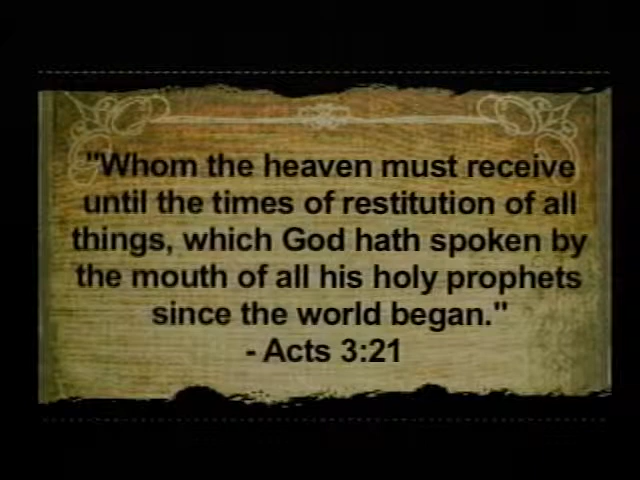 "Whom the heaven must receive
until the times of restitution of all
things, which God hath spoken by
the mouth of all his holy prophets
since the world began."
- Acts 3:21